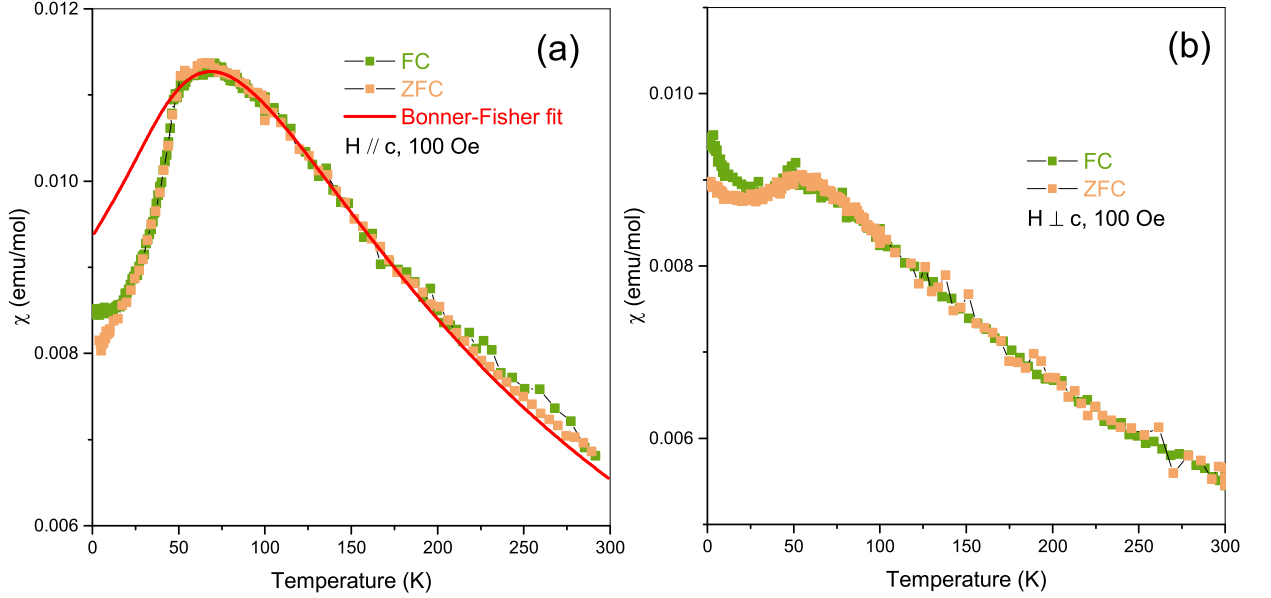 (a)
FC
ZFC
Bonner-Fisher fit
H // c, 100 Oe
0.012
0.010
0.008
0.006
χ (emu/mol)
0 50 100 150 200 250 300
Temperature (K)
(b)
FC
ZFC
H ⊥ c, 100 Oe
0.010
0.008
0.006
χ (emu/mol)
0 50 100 150 200 250 300
Temperature (K)